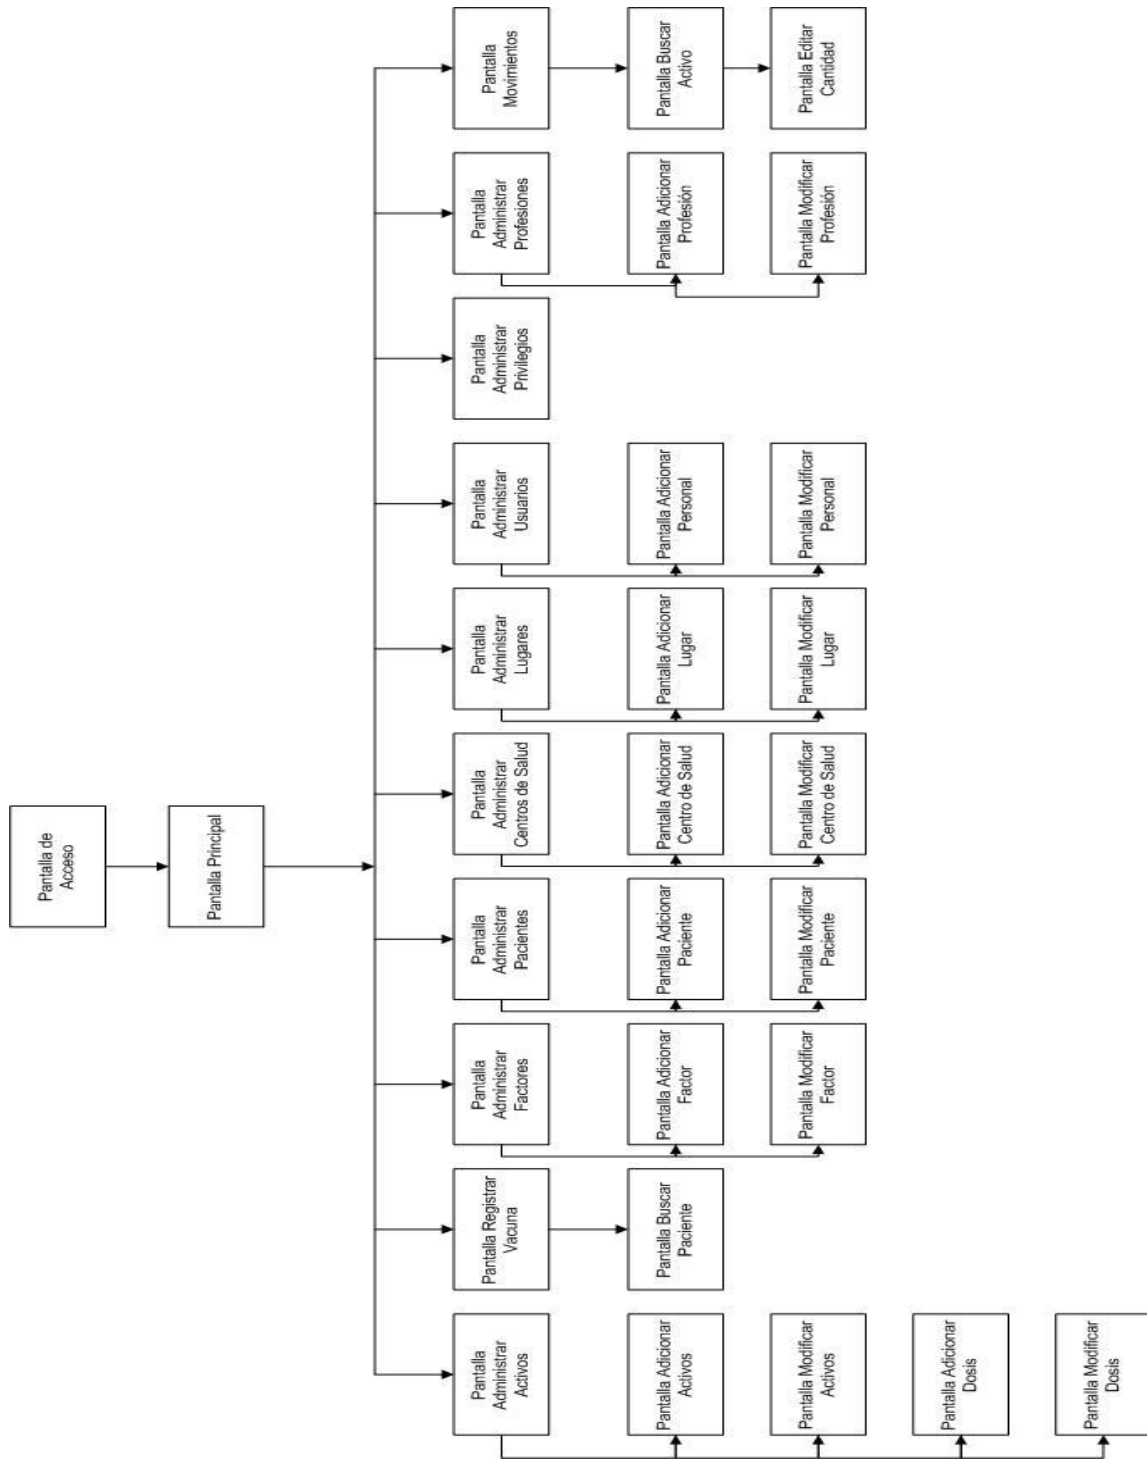 Pantalla de
Acceso
Pantalla Principal
Pantalla
Administrar
Activos
Pantalla Registrar
Vacuna
Pantalla
Administrar
Factores
Pantalla
Administrar
Pacientes
Pantalla
Administrar
Centros de Salud
Pantalla
Administrar
Lugares
Pantalla
Administrar
Usuarios
Pantalla
Administrar
Privilegios
Pantalla
Administrar
Profesiones
Pantalla
Movimientos
Pantalla Adicionar
Activos
Pantalla Buscar
Paciente
Pantalla Adicionar
Factor
Pantalla Adicionar
Paciente
Pantalla Adicionar
Centro de Salud
Pantalla Adicionar
Lugar
Pantalla Adicionar
Personal
Pantalla Adicionar
Profesión
Pantalla Buscar
Activo
Pantalla Modificar
Activos
Pantalla Modificar
Factor
Pantalla Modificar
Paciente
Pantalla Modificar
Centro de Salud
Pantalla Modificar
Lugar
Pantalla Modificar
Personal
Pantalla Modificar
Profesión
Pantalla Editar
Cantidad
Pantalla Adicionar
Dosis
Pantalla Modificar
Dosis